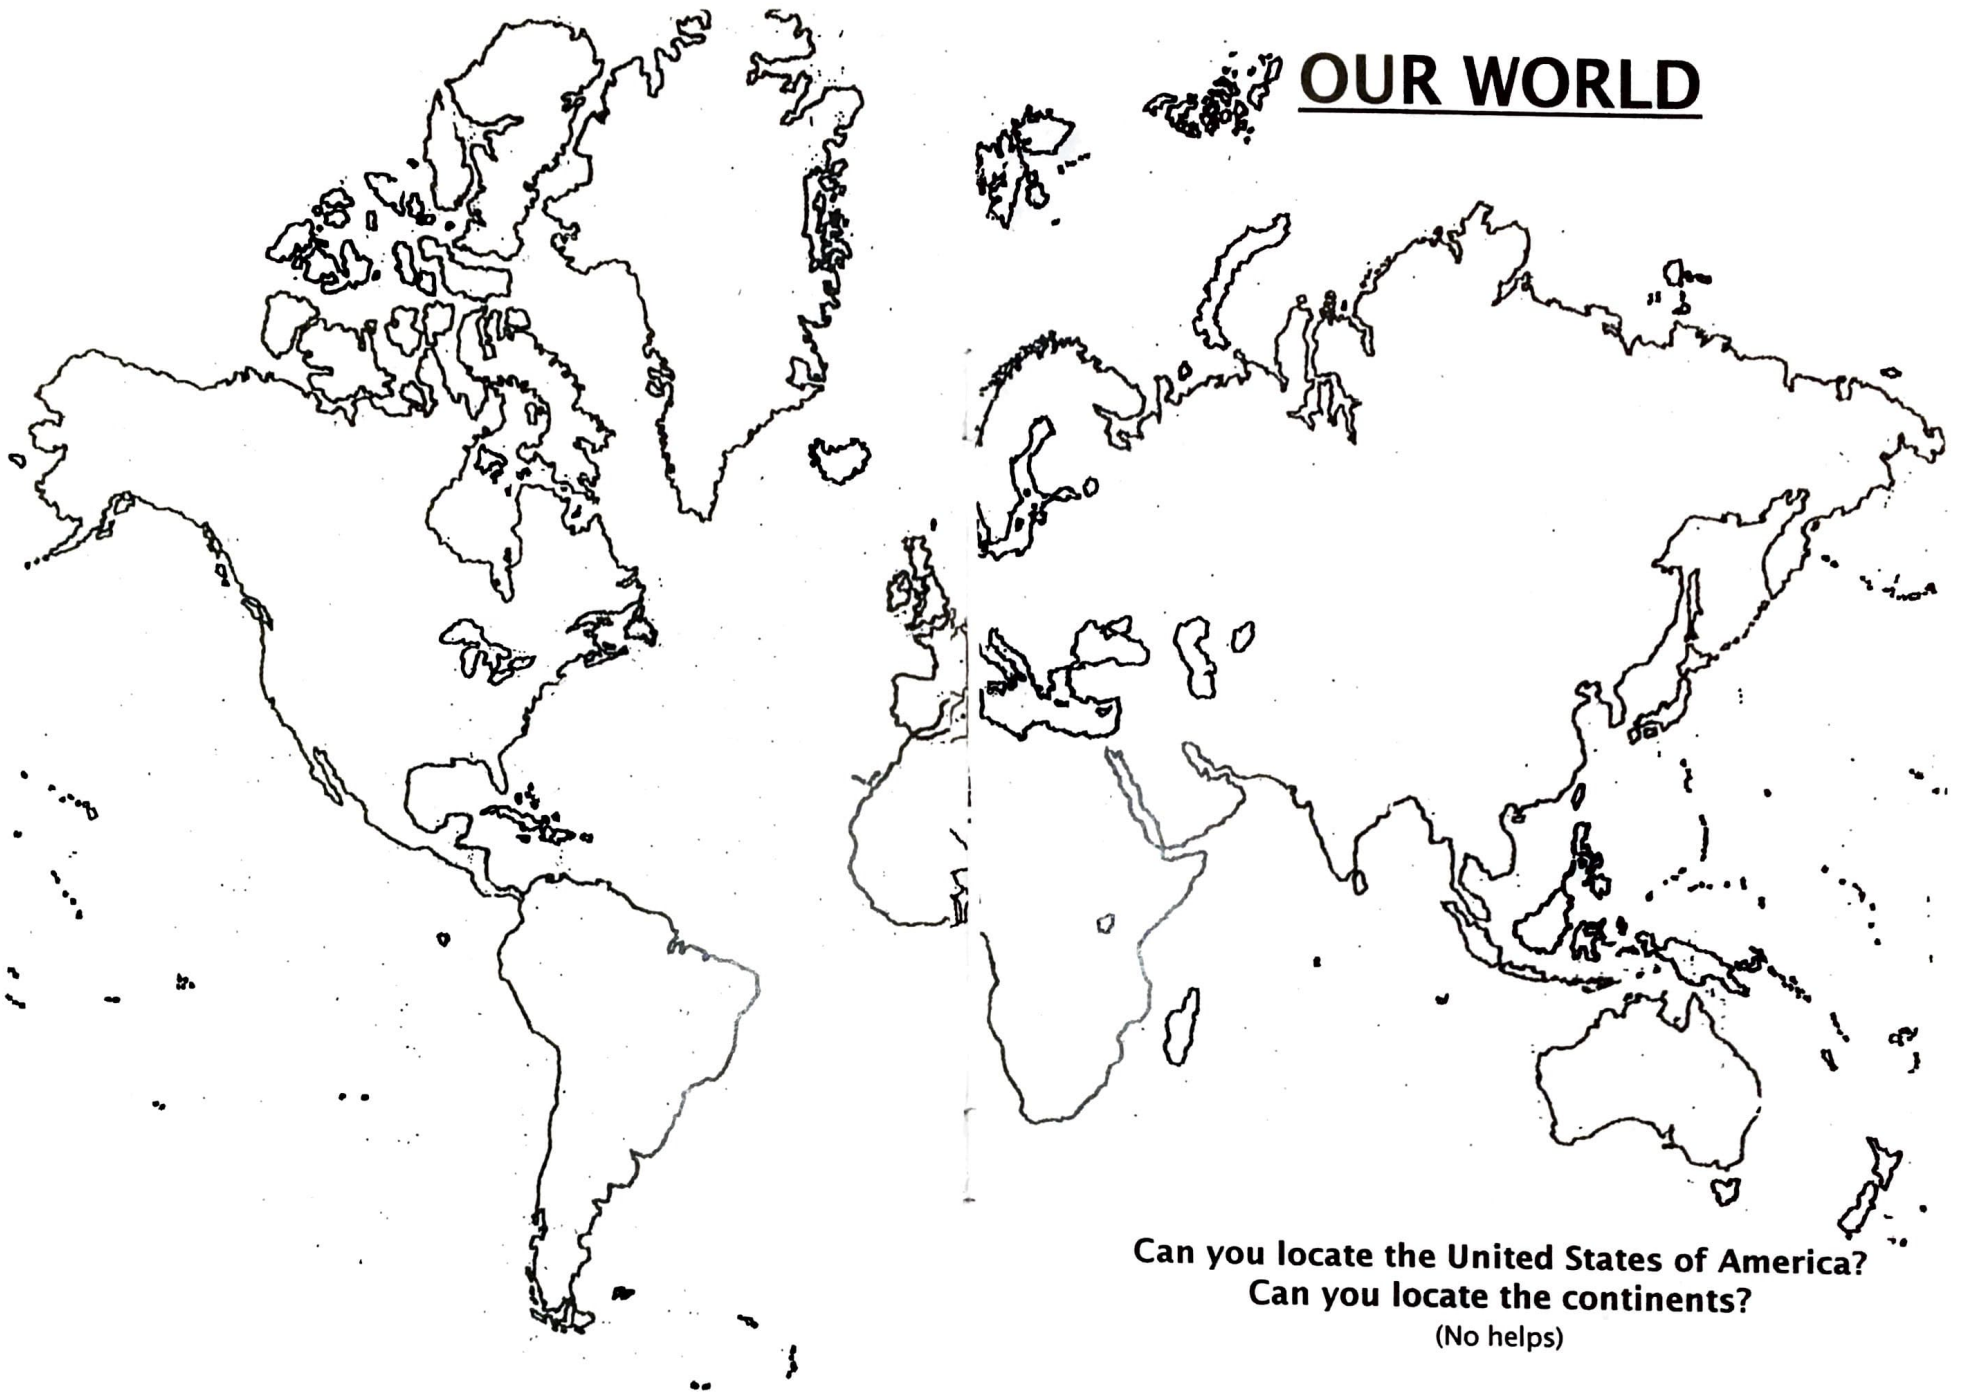 OUR WORLD
Can you locate the United States of America?
Can you locate the continents?
(No helps)